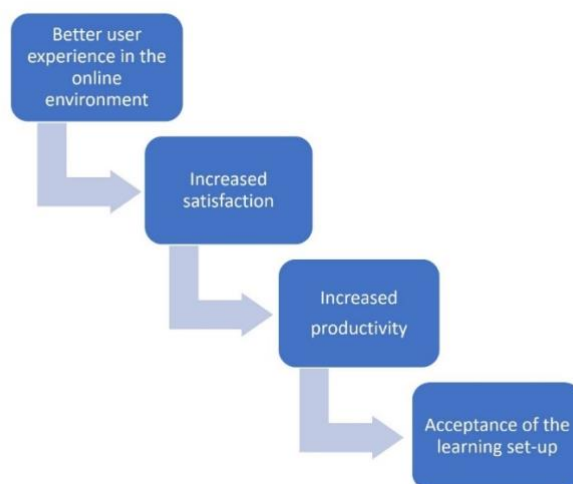 Better user
experience in the
online
environment
Increased
satisfaction
Increased
productivity
Acceptance of the
learning set-up